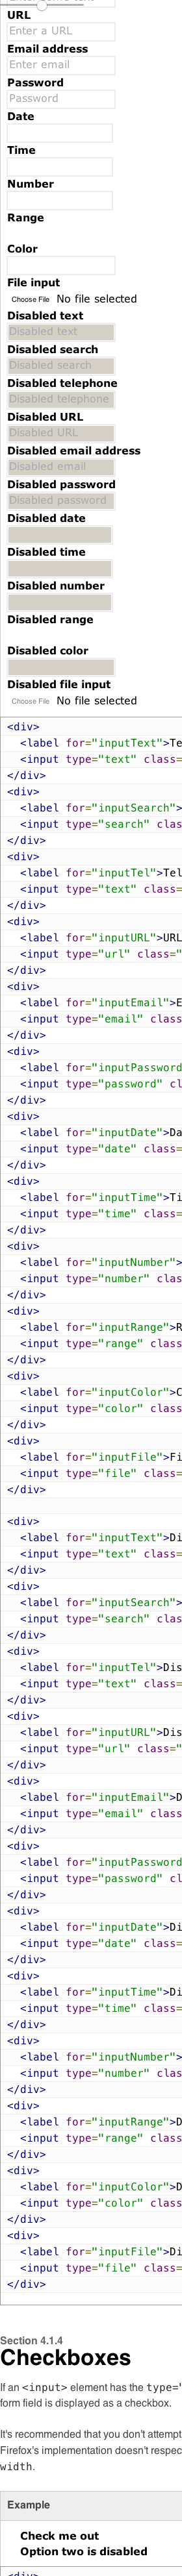 URL
Enter a URL
Email address
Enter email
Password
Password
Date
Time
Number
Range
Color
File input
Choose File No file selected
Disabled text
Disabled text
Disabled search
Disabled search
Disabled telephone
Disabled telephone
Disabled URL
Disabled URL
Disabled email address
Disabled email
Disabled password
Disabled password
Disabled date
Disabled time
Disabled number
Disabled range
Disabled color
Disabled file input
Choose File No file selected
<div>
<label for="inputText">Te
<input type="text" class=
</div>
<div>
<label for="inputSearch">
<input type="search" clas
</div>
<div>
<label for="inputTel">Tel
<input type="text" class=
</div>
<div>
<label for="inputURL">URL
<input type="url" class="
</div>
<div>
<label for="inputEmail">E
<input type="email" class
</div>
<div>
<label for="inputPassword
<input type="password" cl
</div>
<div>
<label for="inputDate">Da
<input type="date" class=
</div>
<div>
<label for="inputTime">Ti
<input type="time" class=
</div>
<div>
<label for="inputNumber">
<input type="number" clas
</div>
<div>
<label for="inputRange">R
<input type="range" class
</div>
<div>
<label for="inputColor">C
<input type="color" class
</div>
<div>
<label for="inputFile">Fi
<input type="file" class=
</div>
<div>
<label for="inputText">Di
<input type="text" class=
</div>
<div>
<label for="inputSearch">
<input type="search" clas
</div>
<div>
<label for="inputTel">Dis
<input type="text" class=
</div>
<div>
<label for="inputURL">Dis
<input type="url" class="
</div>
<div>
<label for="inputEmail">D
<input type="email" class
</div>
<div>
<label for="inputPassword
<input type="password" cl
</div>
<div>
<label for="inputDate">Di
<input type="date" class=
</div>
<div>
<label for="inputTime">Di
<input type="time" class=
</div>
<div>
<label for="inputNumber">
<input type="number" clas
</div>
<div>
<label for="inputRange">D
<input type="range" class
</div>
<div>
<label for="inputColor">D
<input type="color" class
</div>
<div>
<label for="inputFile">Di
<input type="file" class=
</div>
Section 4.1.4
Checkboxes
If an <input> element has the type="
form field is displayed as a checkbox.
It's recommended that you don't attempt
Firefox's implementation doesn't respec
width.
Example
Check me out
Option two is disabled